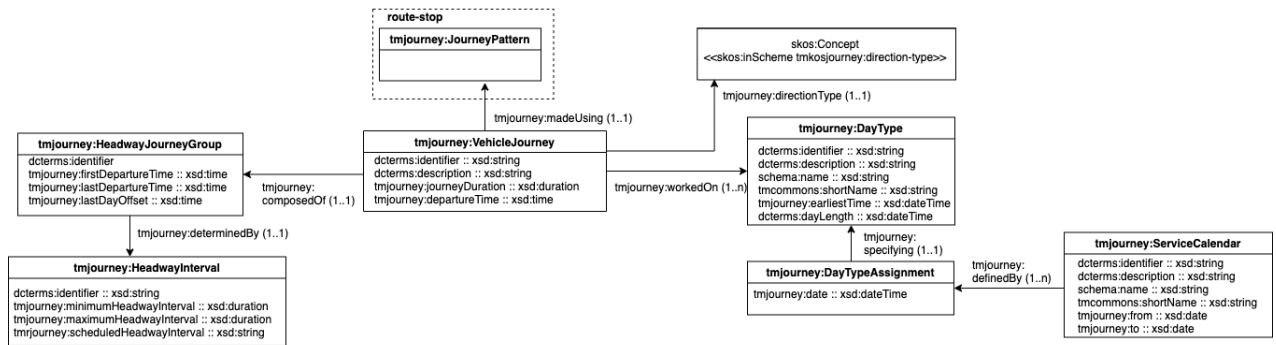 route-stop
tmjourney:JourneyPattern
skos:Concept
<<skos:inScheme tmkosjourney:direction-type>>
tmjourney:madeUsing (1..1)
tmjourney:directionType (1..1)
tmjourney:HeadwayJourneyGroup
dcterms:identifier
tmjourney:firstDepartureTime :: xsd:time
tmjourney:lastDepartureTime :: xsd:time
tmjourney:lastDayOffset :: xsd:time
tmjourney:
composedOf (1..1)
tmjourney:VehicleJourney
dcterms:identifier :: xsd:string
dcterms:description :: xsd:string
tmjourney:journeyDuration :: xsd:duration
tmjourney:departureTime :: xsd:time
tmjourney:workedOn (1..n)
tmjourney:DayType
dcterms:identifier :: xsd:string
dcterms:description :: xsd:string
schema:name :: xsd:string
tmcommons:shortName :: xsd:string
tmjourney:earliestTime :: xsd:dateTime
dcterms:dayLength :: xsd:dateTime
tmjourney:determinedBy (1..1)
tmjourney:HeadwayInterval
dcterms:identifier :: xsd:string
tmjourney:minimumHeadwayInterval :: xsd:duration
tmjourney:maximumHeadwayInterval :: xsd:duration
tmrjourney:scheduledHeadwayInterval :: xsd:string
tmjourney:
specifying (1..1)
tmjourney:DayTypeAssignment
tmjourney:date :: xsd:dateTime
tmjourney:
definedBy (1..n)
tmjourney:ServiceCalendar
dcterms:identifier :: xsd:string
dcterms:description :: xsd:string
schema:name :: xsd:string
tmcommons:shortName :: xsd:string
tmjourney:from :: xsd:date
tmjourney:to :: xsd:date